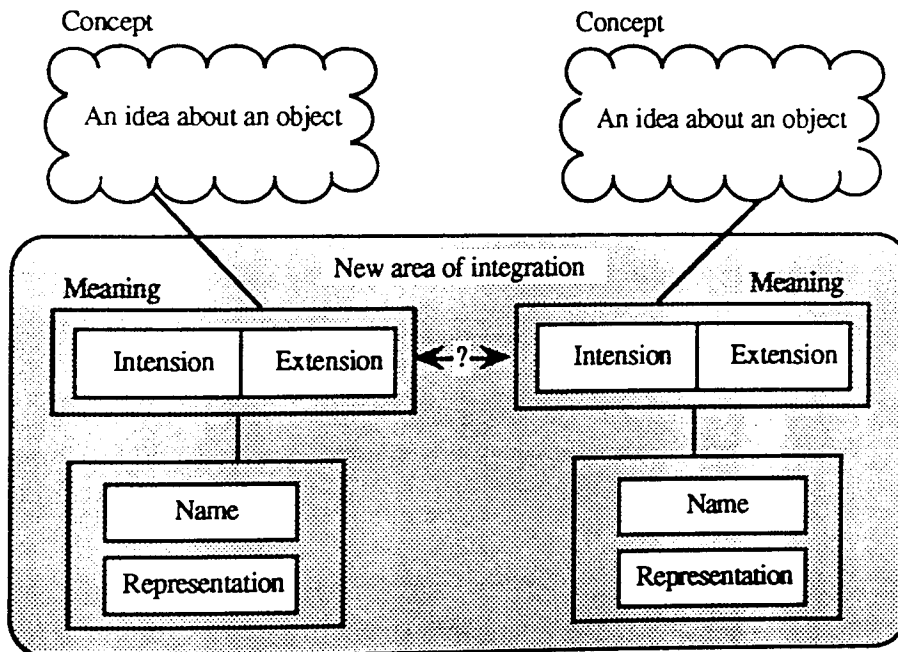 Concept
Concept
An idea about an object
An idea about an object
New area of integration
Meaning
Meaning
Intension
Extension
?
Intension
Extension
Name
Name
Representation
Representation